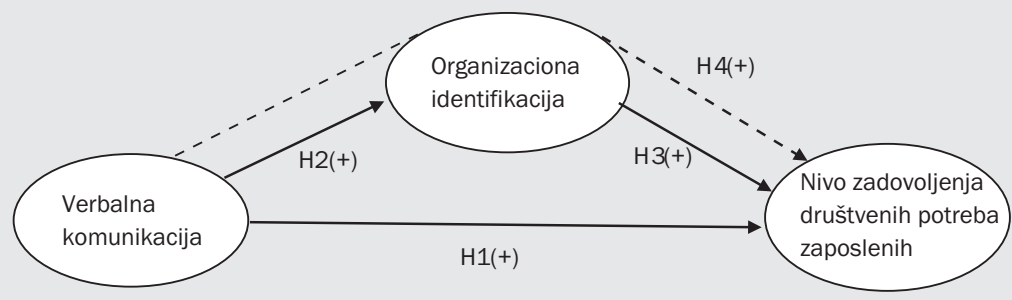 Organizaciona
identifikacija
H4(+)
H2(+)
H3(+)
Verbalna
komunikacija
Nivo zadovoljenja
društvenih potreba
zaposlenih
H1(+)